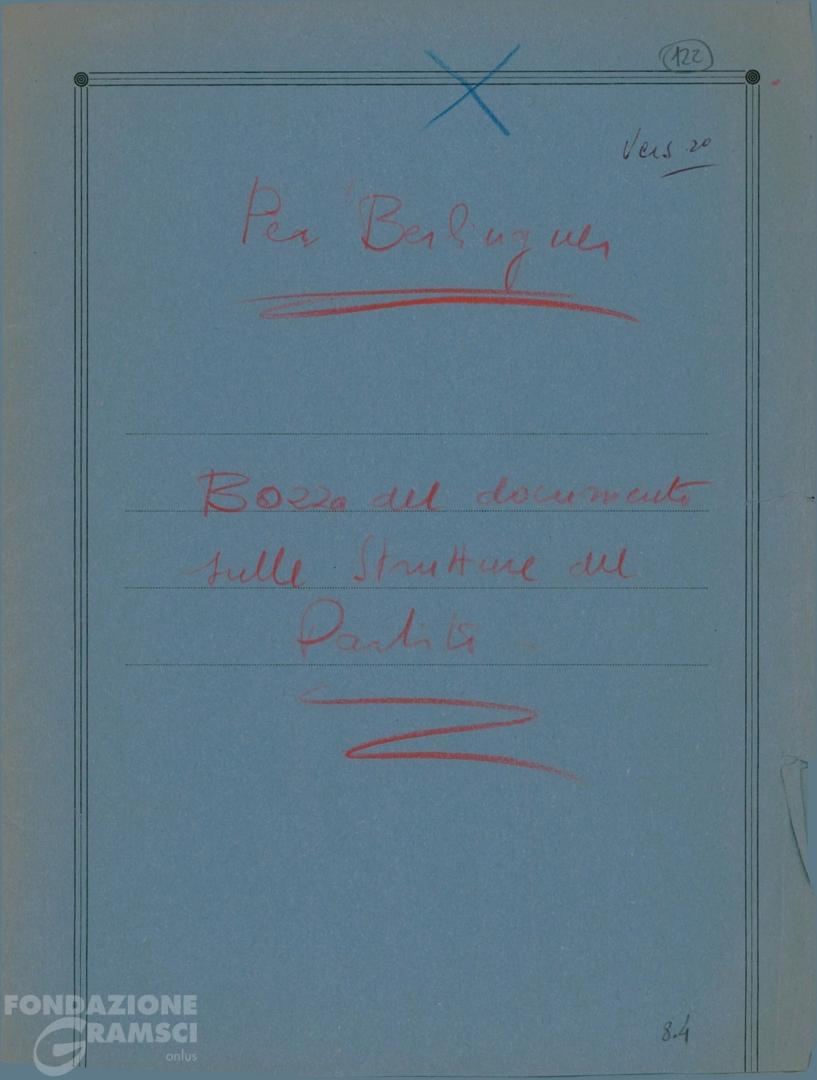 122
Vers. 20
Per Berlinguer
Bozza del documento
sulle Strutture del
Partito
8.4
FONDAZIONE
GRAMSCI
onlus